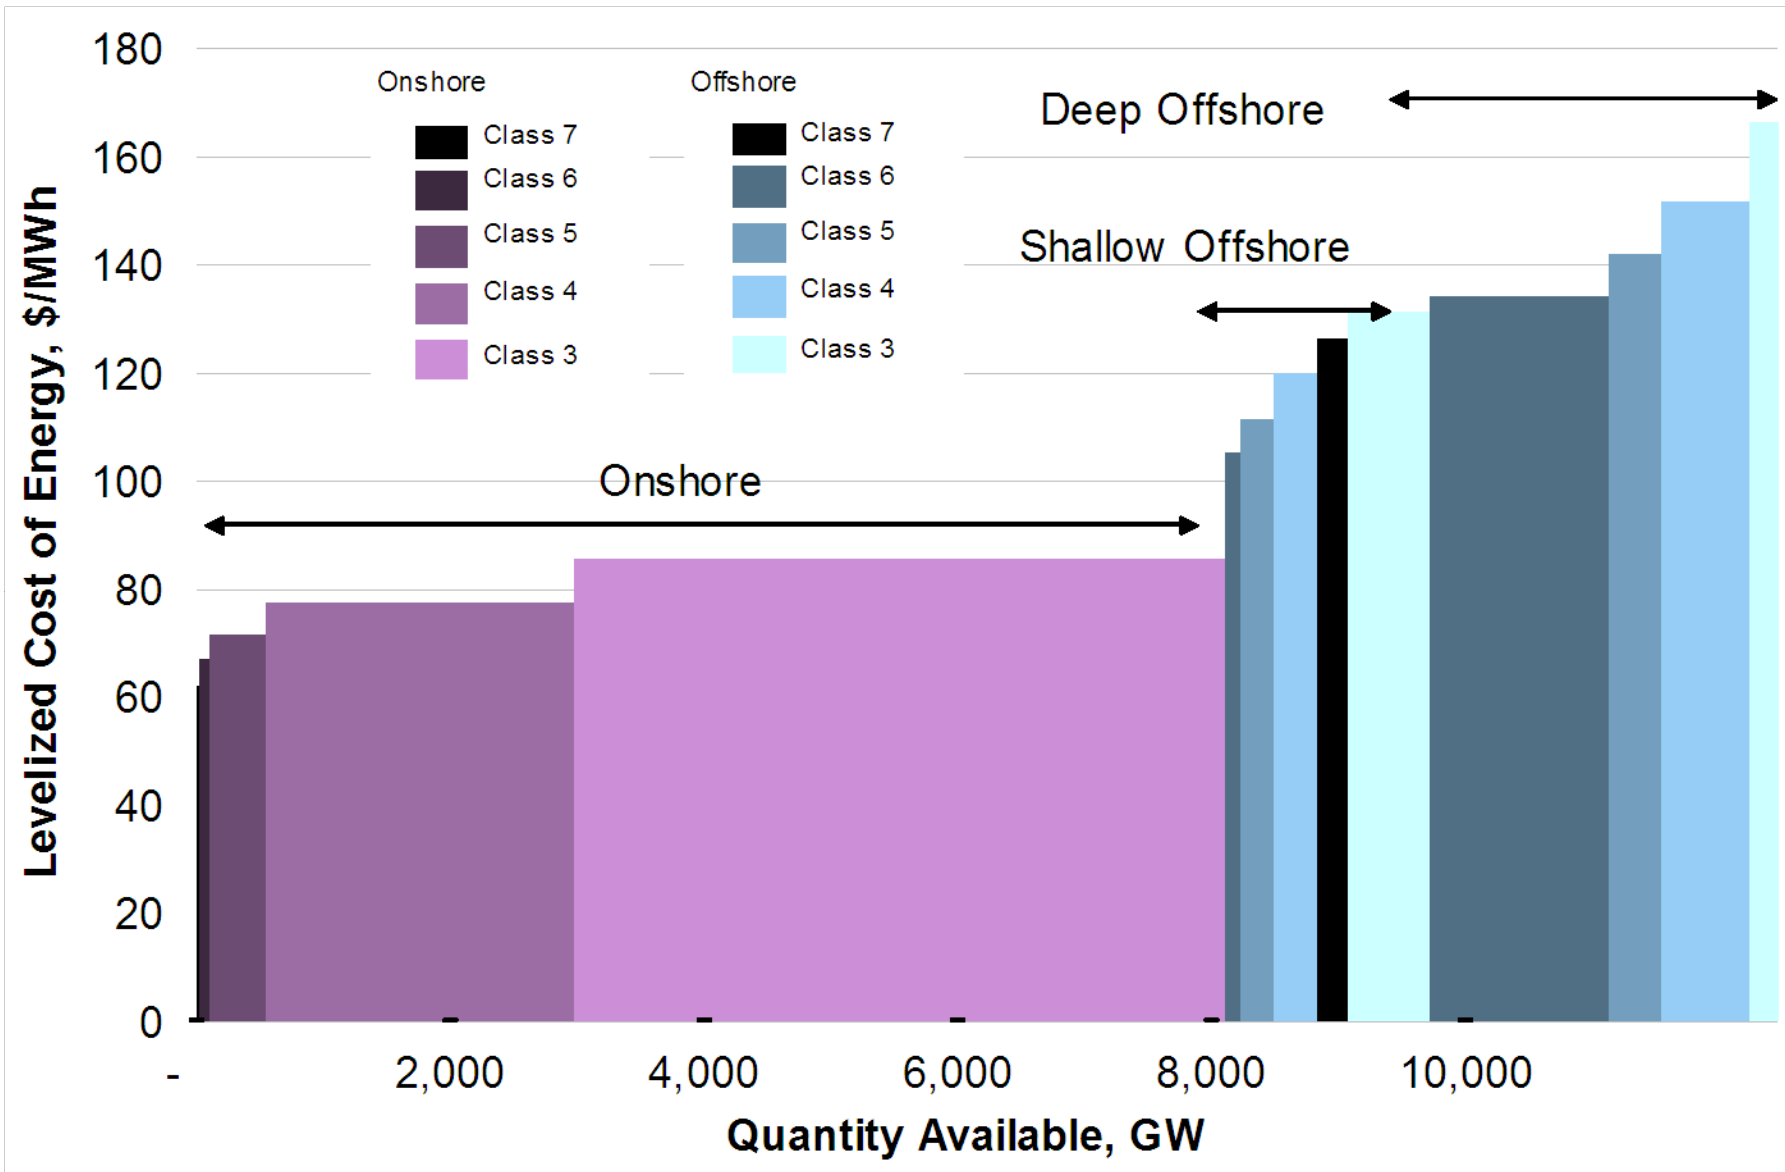 180
160
140
120
100
80
60
40
20
0
Levelized Cost of Energy, $/MWh
Onshore
Class 7
Class 6
Class 5
Class 4
Class 3
Offshore
Class 7
Class 6
Class 5
Class 4
Class 3
Deep Offshore
Shallow Offshore
Onshore
- 2,000 4,000 6,000 8,000 10,000
Quantity Available, GW